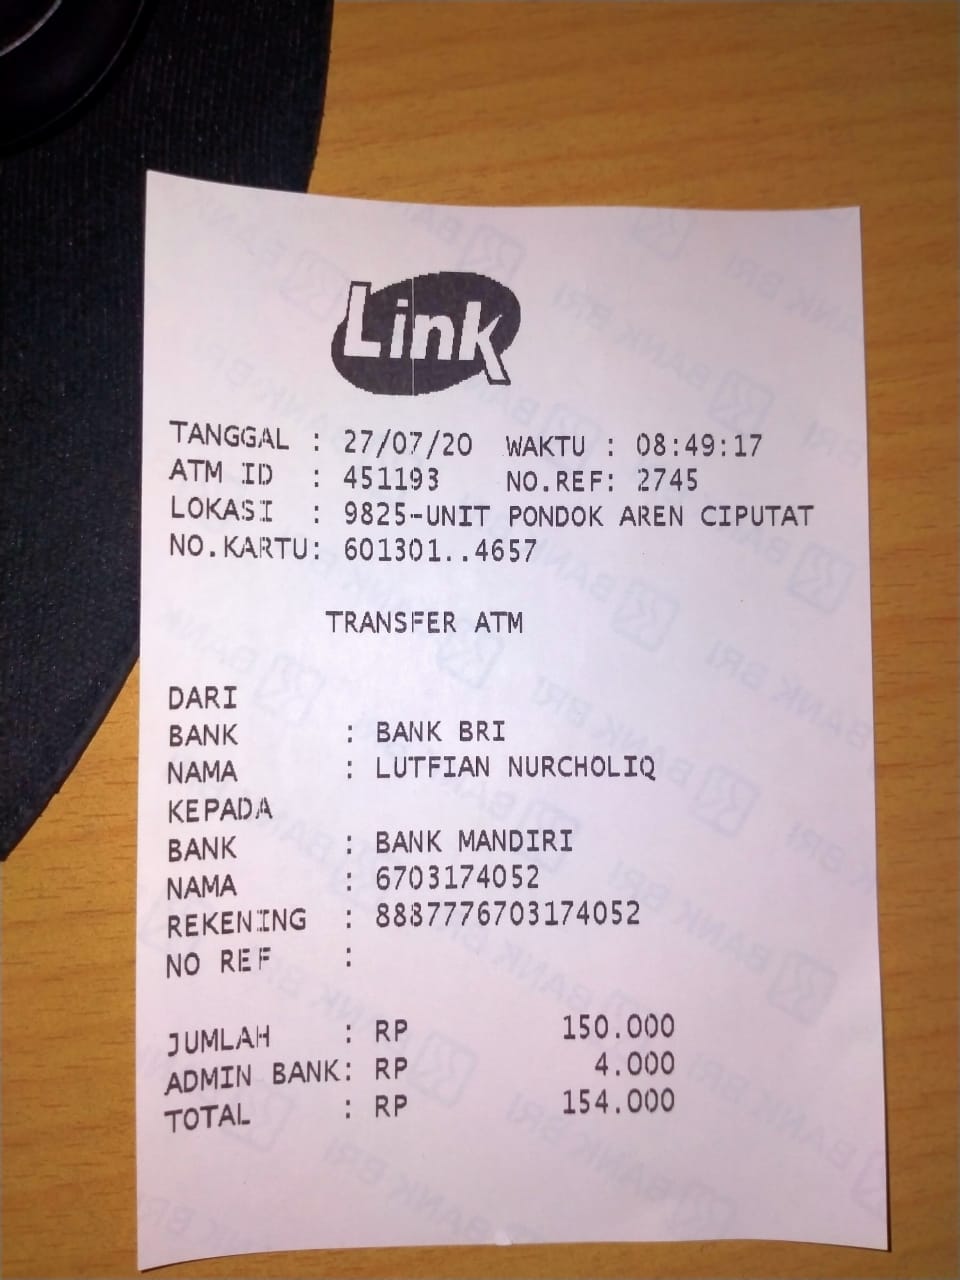 Link
TANGGAL : 27/07/20 WAKTU : 08:49:17
ATM ID : 451193 NO.REF: 2745
LOKASI : 9825-UNIT PONDOK AREN CIPUTAT
NO.KARTU: 601301..4657
TRANSFER ATM
DARI
BANK : BANK BRI
NAMA : LUTFIAN NURCHOLIQ
KEPADA
BANK : BANK MANDIRI
NAMA : 6703174052
REKENING : 8887776703174052
NO REF :
JUMLAH : RP 150.000
ADMIN BANK: RP 4.000
TOTAL : RP 154.000